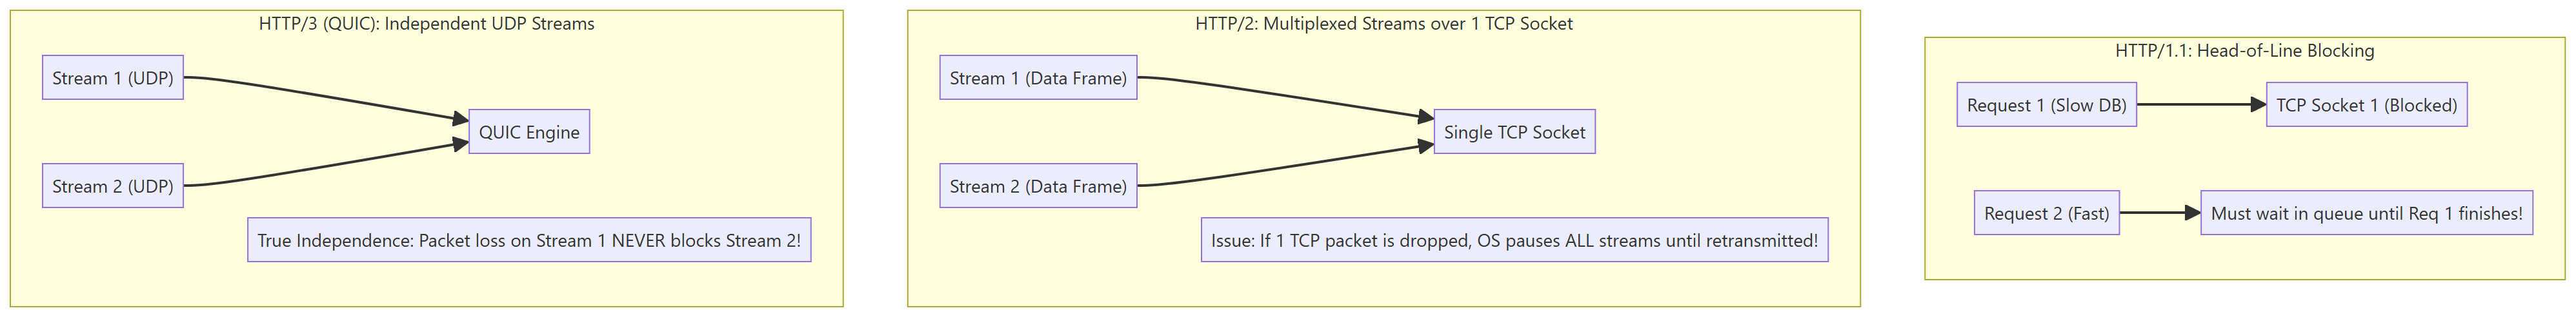 HTTP/3 (QUIC): Independent UDP Streams
Stream 1 (UDP)
QUIC Engine
Stream 2 (UDP)
True Independence: Packet loss on Stream 1 NEVER blocks Stream 2!
HTTP/2: Multiplexed Streams over 1 TCP Socket
Stream 1 (Data Frame)
Single TCP Socket
Stream 2 (Data Frame)
Issue: If 1 TCP packet is dropped, OS pauses ALL streams until retransmitted!
HTTP/1.1: Head-of-Line Blocking
Request 1 (Slow DB)
TCP Socket 1 (Blocked)
Request 2 (Fast)
Must wait in queue until Req 1 finishes!